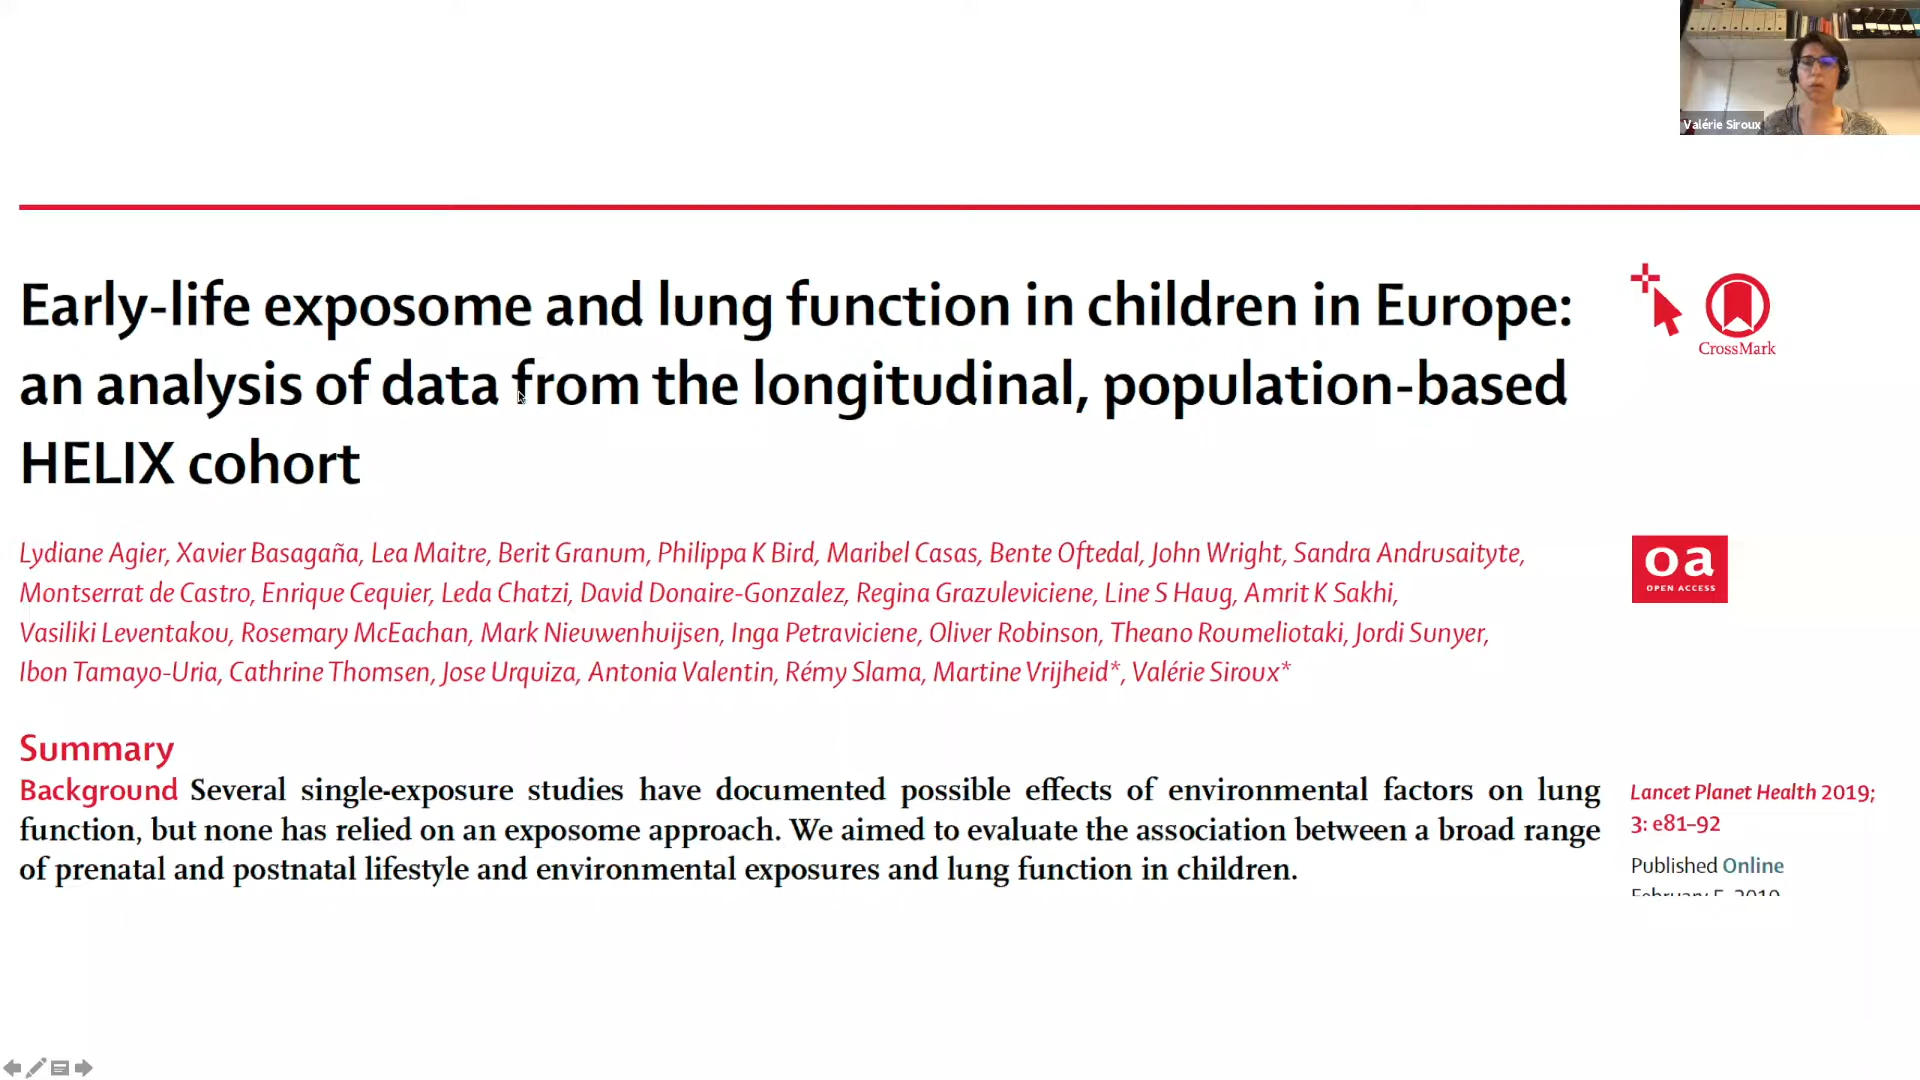 Valérie Siroux
Early-life exposome and lung function in children in Europe:
an analysis of data from the longitudinal, population-based
HELIX cohort
CrossMark
Lydiane Agier, Xavier Basagaña, Lea Maitre, Berit Granum, Philippa K Bird, Maribel Casas, Bente Oftedal, John Wright, Sandra Andrusaityte,
Montserrat de Castro, Enrique Cequier, Leda Chatzi, David Donaire-Gonzalez, Regina Grazuleviciene, Line S Haug, Amrit K Sakhi,
Vasiliki Leventakou, Rosemary McEachan, Mark Nieuwenhuijsen, Inga Petraviciene, Oliver Robinson, Theano Roumeliotaki, Jordi Sunyer,
Ibon Tamayo-Uria, Cathrine Thomsen, Jose Urquiza, Antonia Valentin, Rémy Slama, Martine Vrijheid*, Valérie Siroux*
oa
OPEN ACCESS
Summary
Background Several single-exposure studies have documented possible effects of environmental factors on lung
function, but none has relied on an exposome approach. We aimed to evaluate the association between a broad range
of prenatal and postnatal lifestyle and environmental exposures and lung function in children.
Lancet Planet Health 2019;
3: e81–92
Published Online
February 5, 2019